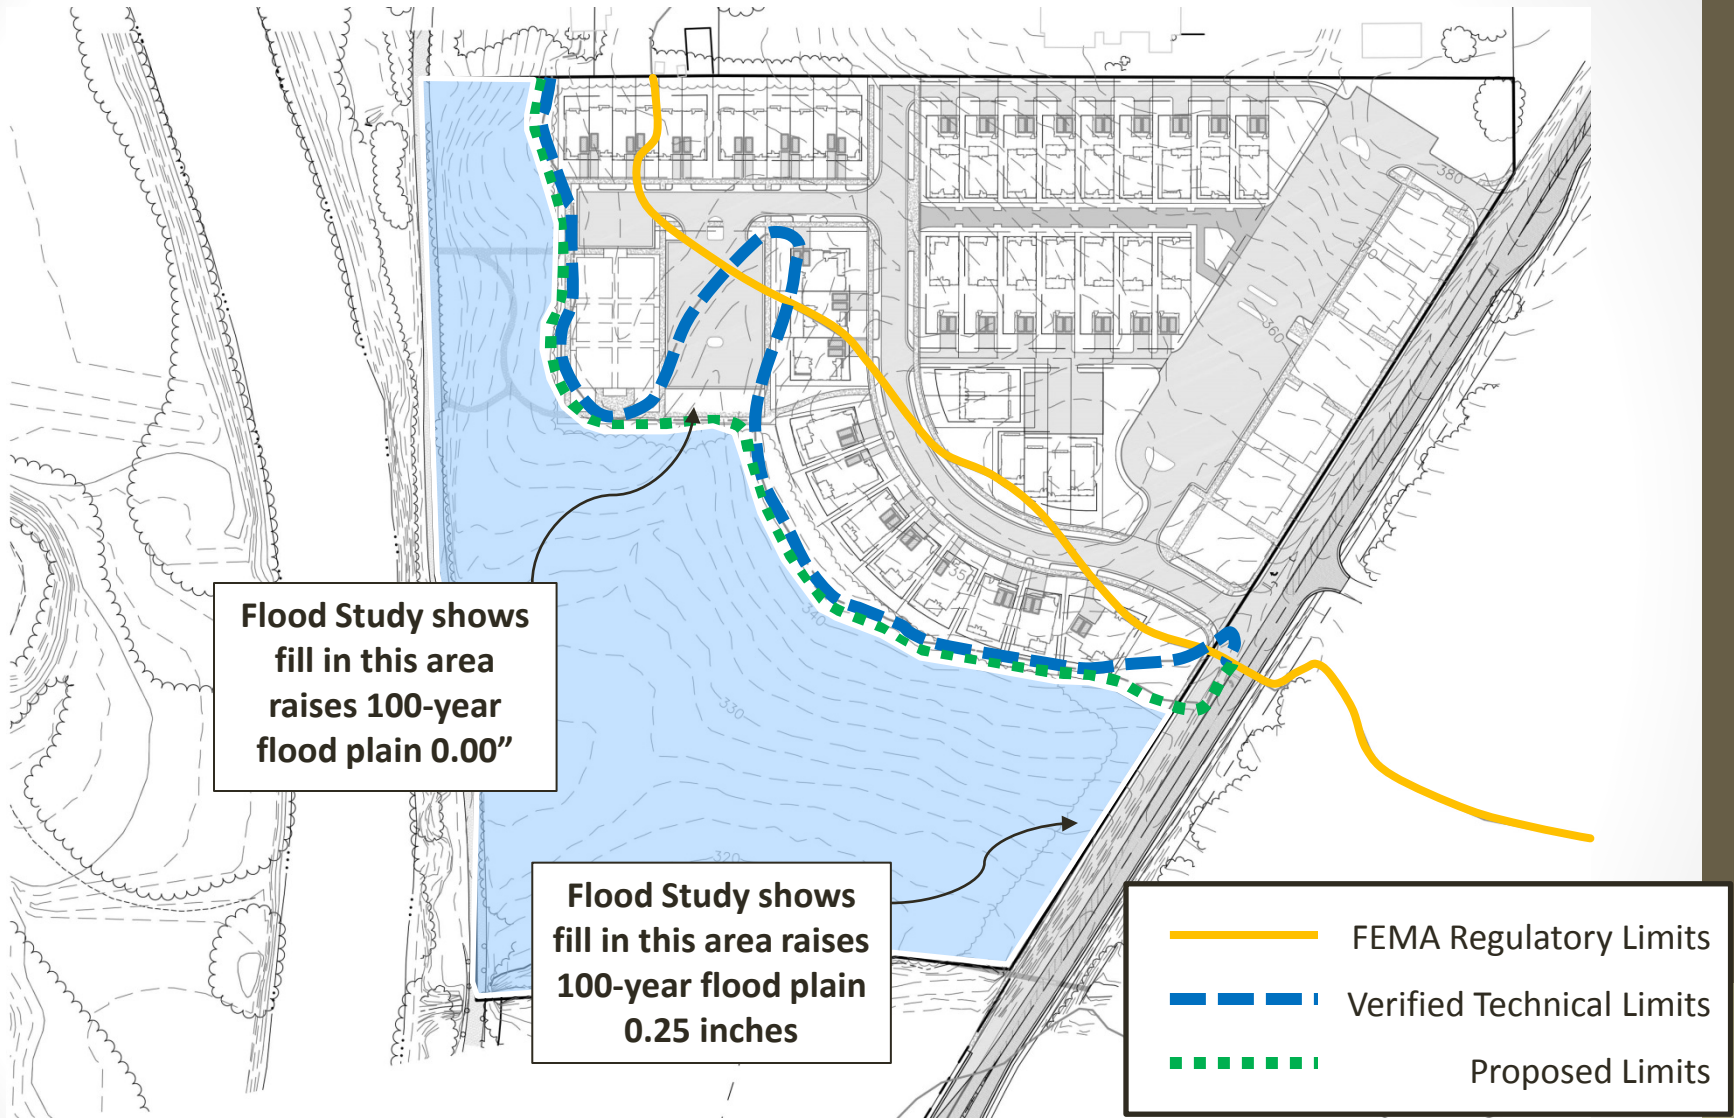 380
360
350
340
330
320
Flood Study shows
fill in this area
raises 100-year
flood plain 0.00”
Flood Study shows
fill in this area raises
100-year flood plain
0.25 inches
FEMA Regulatory Limits
Verified Technical Limits
Proposed Limits